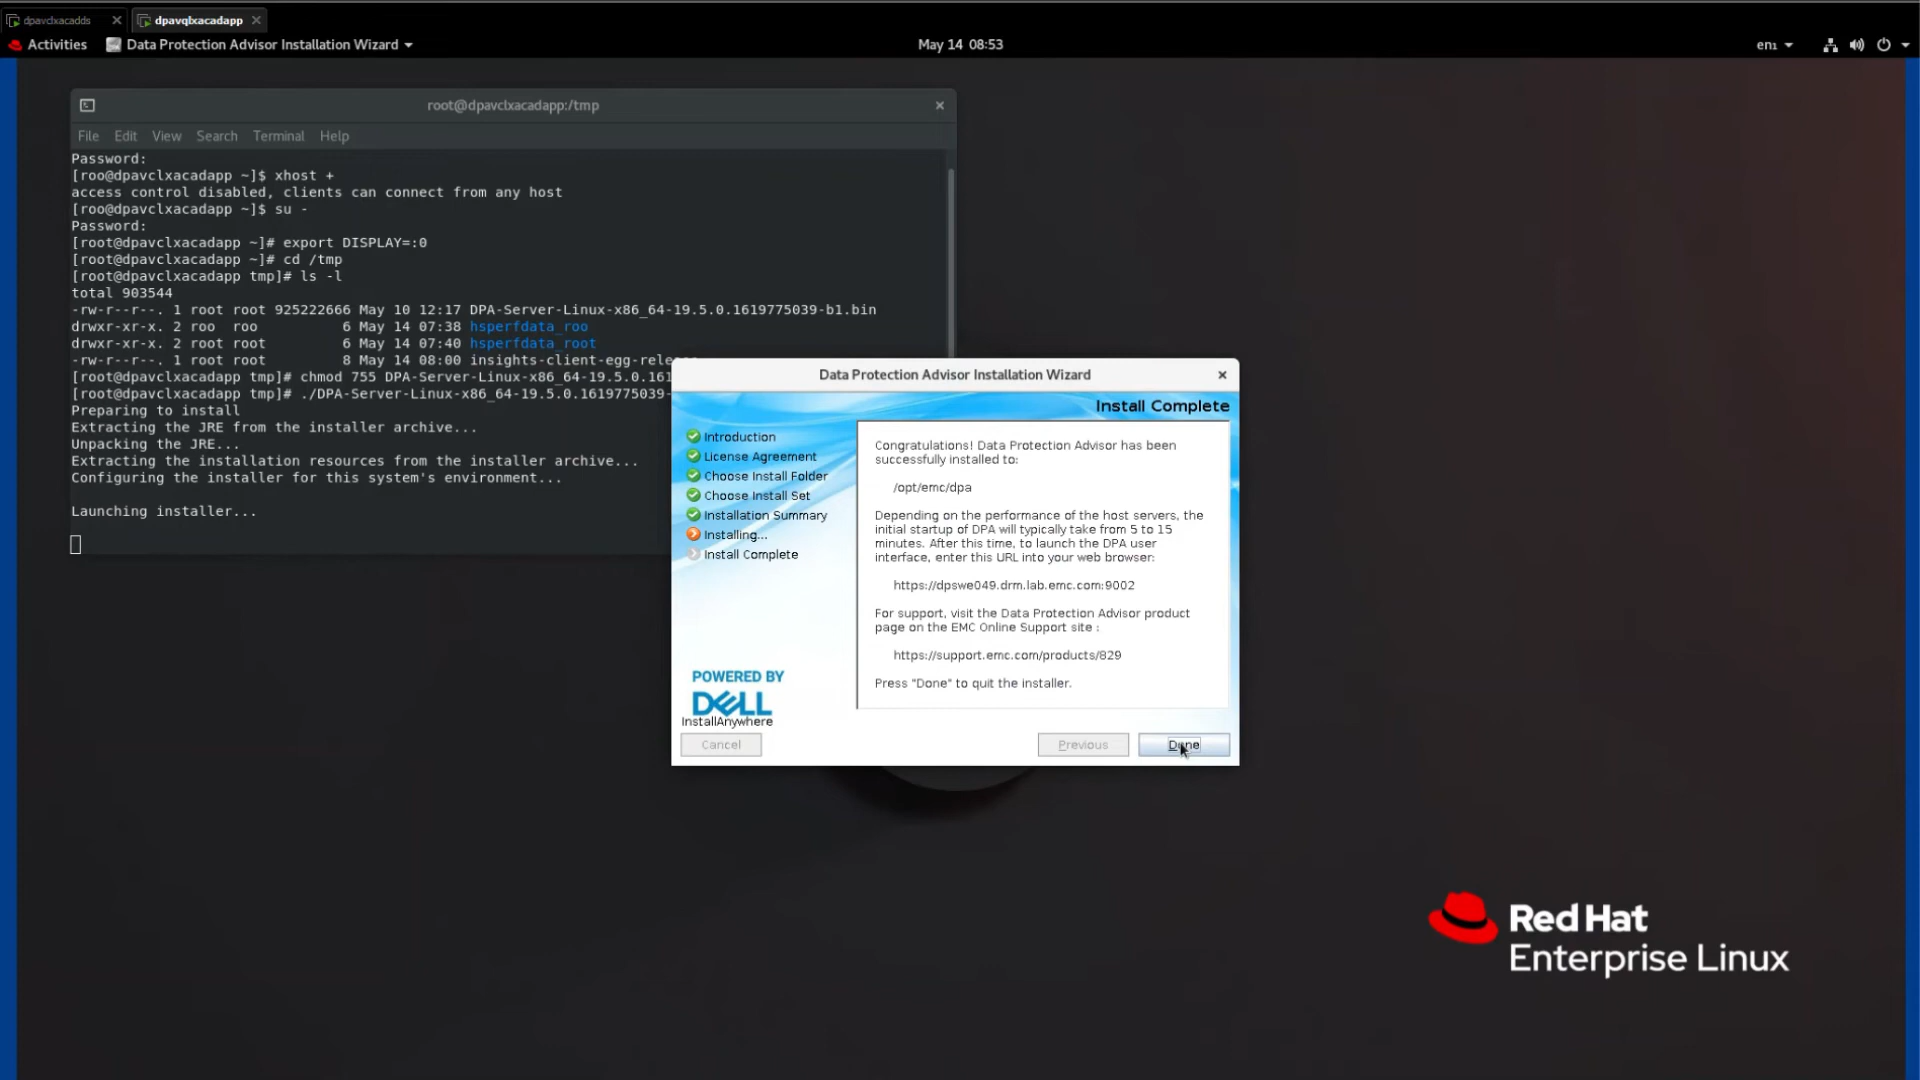 dpavclxacadds
dpavqlxacadapp
Activities
Data Protection Advisor Installation Wizard
May 14 08:53
en₁
root@dpavclxacadapp:/tmp
File Edit View Search Terminal Help
Password:
[roo@dpavclxacadapp ~]$ xhost +
access control disabled, clients can connect from any host
[roo@dpavclxacadapp ~]$ su -
Password:
[root@dpavclxacadapp ~]# export DISPLAY=:0
[root@dpavclxacadapp ~]# cd /tmp
[root@dpavclxacadapp tmp]# ls -l
total 903544
-rw-r--r--. 1 root root 925222666 May 10 12:17 DPA-Server-Linux-x86_64-19.5.0.1619775039-b1.bin
drwxr-xr-x. 2 roo  roo          6 May 14 07:38 hsperfdata_roo
drwxr-xr-x. 2 root root         6 May 14 07:40 hsperfdata_root
-rw-r--r--. 1 root root         8 May 14 08:00 insights-client-egg-release
[root@dpavclxacadapp tmp]# chmod 755 DPA-Server-Linux-x86_64-19.5.0.161
[root@dpavclxacadapp tmp]# ./DPA-Server-Linux-x86_64-19.5.0.1619775039-
Preparing to install
Extracting the JRE from the installer archive...
Unpacking the JRE...
Extracting the installation resources from the installer archive...
Configuring the installer for this system's environment...
Launching installer...
Data Protection Advisor Installation Wizard
Install Complete
Introduction
License Agreement
Choose Install Folder
Choose Install Set
Installation Summary
Installing...
Install Complete
Congratulations! Data Protection Advisor has been
successfully installed to:
/opt/emc/dpa
Depending on the performance of the host servers, the
initial startup of DPA will typically take from 5 to 15
minutes. After this time, to launch the DPA user
interface, enter this URL into your web browser:
https://dpswe049.drm.lab.emc.com:9002
For support, visit the Data Protection Advisor product
page on the EMC Online Support site :
https://support.emc.com/products/829
Press "Done" to quit the installer.
POWERED BY
DELL
InstallAnywhere
Cancel
Previous
Done
Red Hat
Enterprise Linux